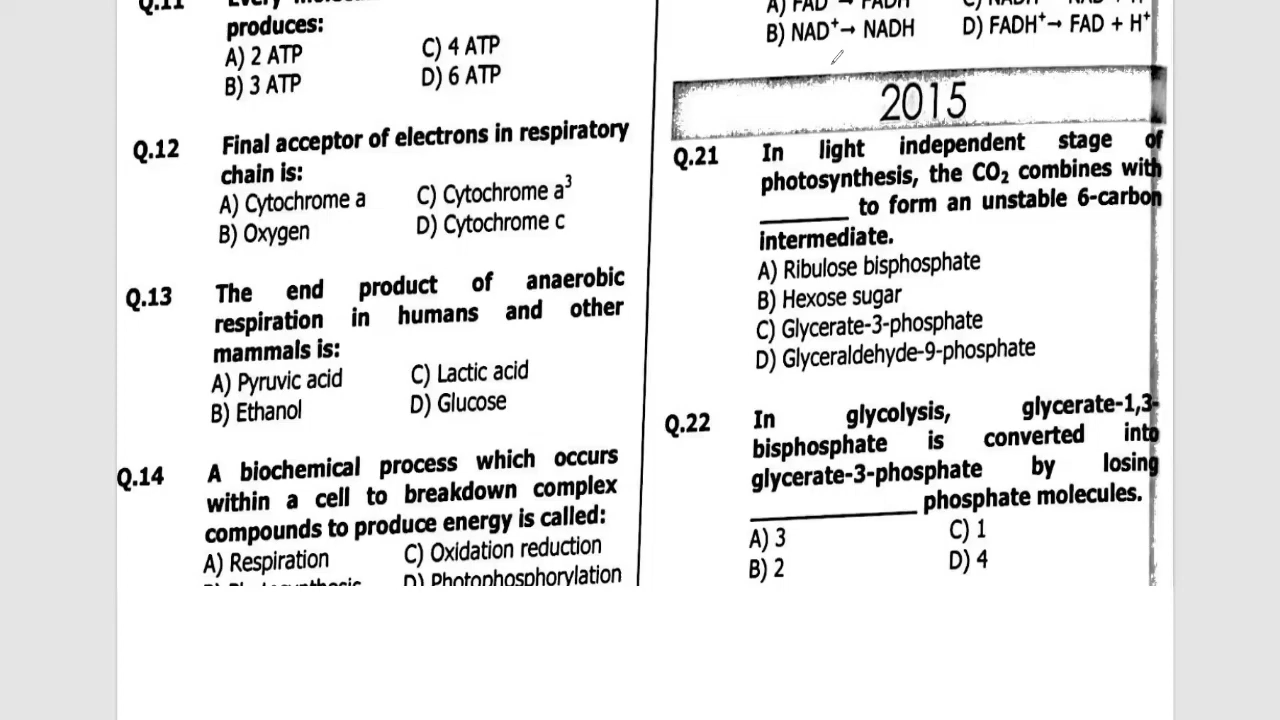 Q.11
produces:
A) 2 ATP
C) 4 ATP
B) 3 ATP
D) 6 ATP
Q.12 Final acceptor of electrons in respiratory
chain is:
A) Cytochrome a
C) Cytochrome a³
B) Oxygen
D) Cytochrome c
Q.13 The end product of anaerobic
respiration in humans and other
mammals is:
A) Pyruvic acid
C) Lactic acid
B) Ethanol
D) Glucose
Q.14 A biochemical process which occurs
within a cell to breakdown complex
compounds to produce energy is called:
A) Respiration
C) Oxidation reduction
D) Photophosphorylation
A) FAD → FADH
B) NAD⁺→ NADH
D) FADH⁺→ FAD + H⁺
2015
Q.21 In light independent stage of
photosynthesis, the CO₂ combines with
________ to form an unstable 6-carbon
intermediate.
A) Ribulose bisphosphate
B) Hexose sugar
C) Glycerate-3-phosphate
D) Glyceraldehyde-9-phosphate
Q.22 In glycolysis, glycerate-1,3-
bisphosphate is converted into
glycerate-3-phosphate by losing
________________ phosphate molecules.
A) 3
C) 1
B) 2
D) 4